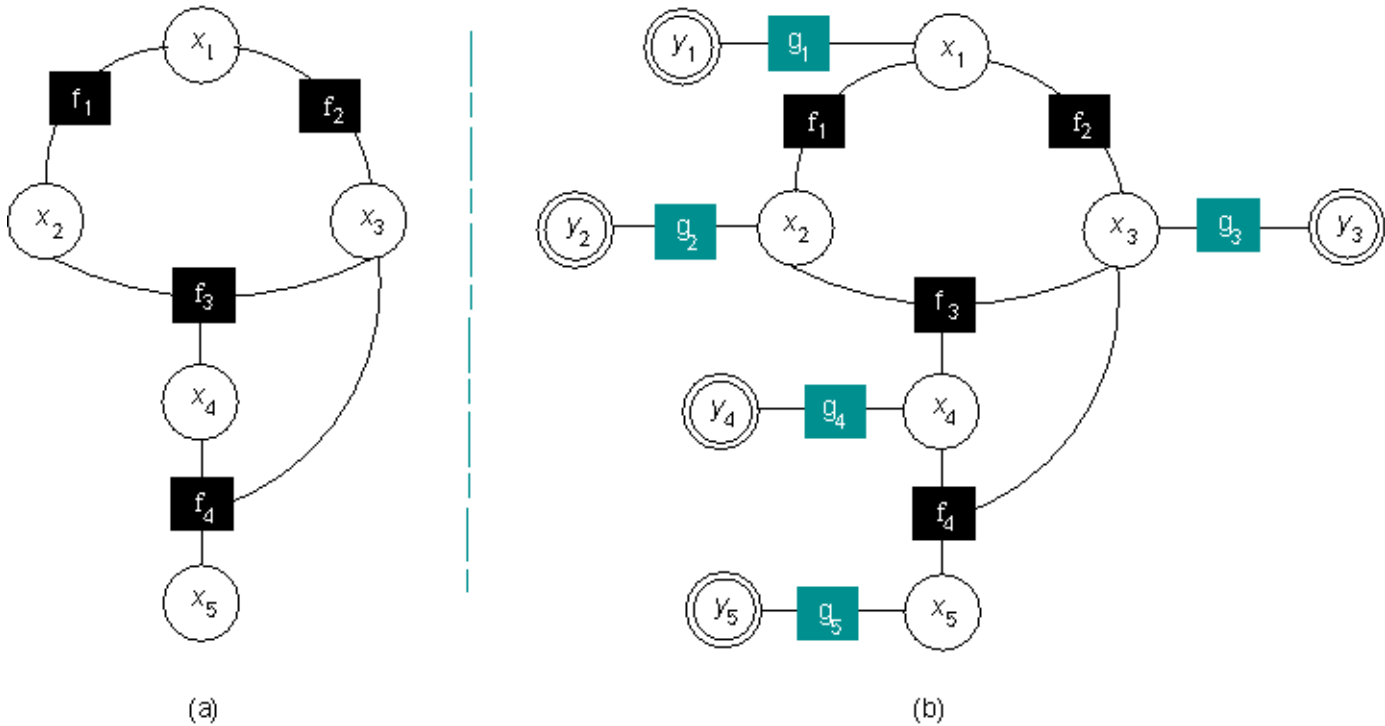 x₁
f₁
f₂
x₂
x₃
f₃
x₄
f₄
x₅
(a)
y₁ g₁ x₁
f₁ f₂
y₂ g₂ x₂ x₃ g₃ y₃
f₃
y₄ g₄ x₄
f₄
y₅ g₅ x₅
(b)